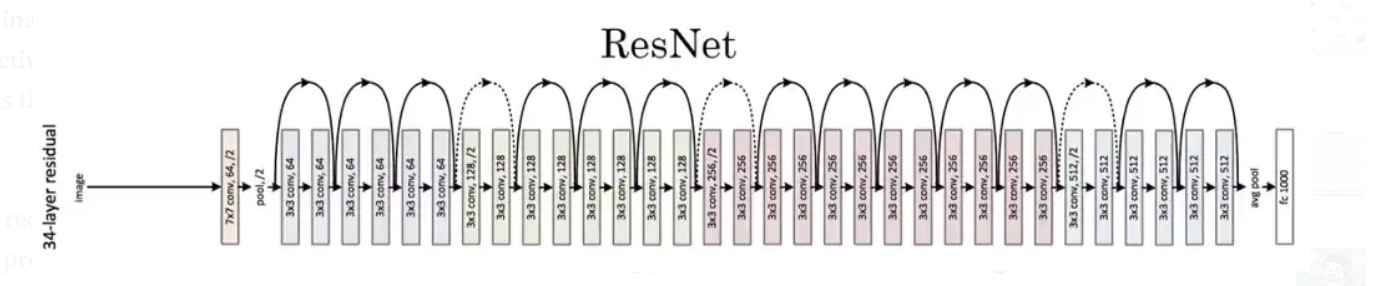 ina
ctiv
s th
rec
pro
ResNet
34-layer residual
image
7x7 conv, 64, /2
pool, /2
3x3 conv, 64
3x3 conv, 64
3x3 conv, 64
3x3 conv, 64
3x3 conv, 64
3x3 conv, 64
3x3 conv, 128, /2
3x3 conv, 128
3x3 conv, 128
3x3 conv, 128
3x3 conv, 128
3x3 conv, 128
3x3 conv, 128
3x3 conv, 128
3x3 conv, 256, /2
3x3 conv, 256
3x3 conv, 256
3x3 conv, 256
3x3 conv, 256
3x3 conv, 256
3x3 conv, 256
3x3 conv, 256
3x3 conv, 256
3x3 conv, 256
3x3 conv, 256
3x3 conv, 256
3x3 conv, 512, /2
3x3 conv, 512
3x3 conv, 512
3x3 conv, 512
3x3 conv, 512
3x3 conv, 512
avg pool
fc 1000